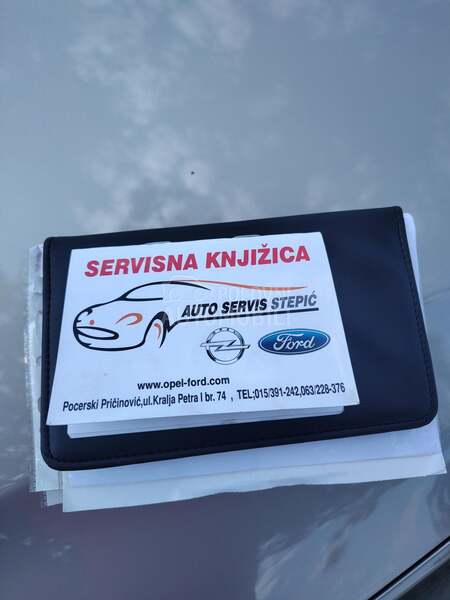 SERVISNA KNJIŽICA
AUTO SERVIS STEPIĆ
Ford
www.opel-ford.com
Pocerski Pričinović,ul.Kralja Petra I br. 74 , TEL;015/391-242,063/228-376